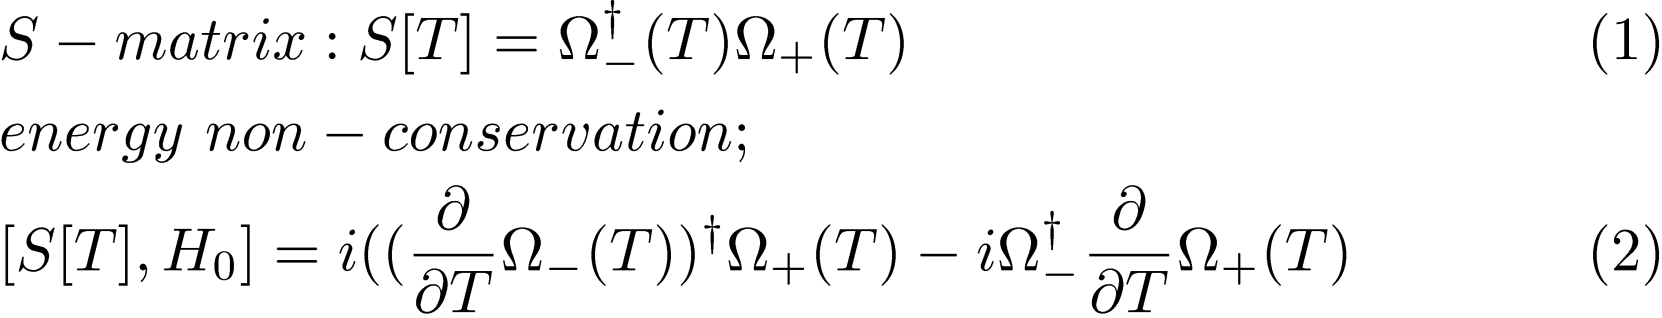 S − matrix : S[T] = Ω₋†(T)Ω₊(T) (1)
energy non − conservation;
[S[T], H₀] = i((∂/∂T Ω₋(T))†Ω₊(T) − iΩ₋† ∂/∂T Ω₊(T) (2)